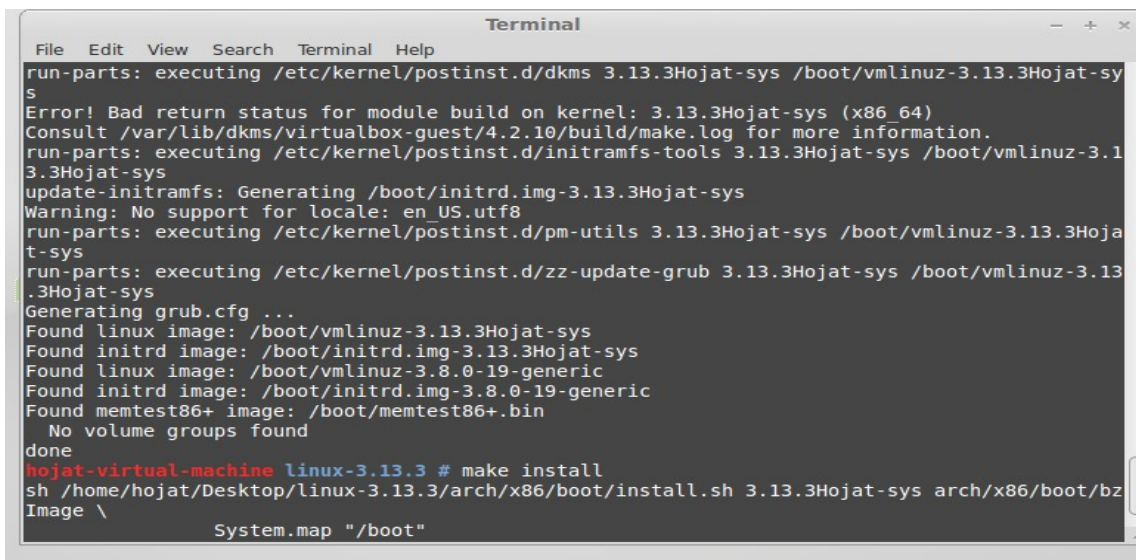 Terminal
File Edit View Search Terminal Help
run-parts: executing /etc/kernel/postinst.d/dkms 3.13.3Hojat-sys /boot/vmlinuz-3.13.3Hojat-sy
s
Error! Bad return status for module build on kernel: 3.13.3Hojat-sys (x86_64)
Consult /var/lib/dkms/virtualbox-guest/4.2.10/build/make.log for more information.
run-parts: executing /etc/kernel/postinst.d/initramfs-tools 3.13.3Hojat-sys /boot/vmlinuz-3.1
3.3Hojat-sys
update-initramfs: Generating /boot/initrd.img-3.13.3Hojat-sys
Warning: No support for locale: en_US.utf8
run-parts: executing /etc/kernel/postinst.d/pm-utils 3.13.3Hojat-sys /boot/vmlinuz-3.13.3Hoja
t-sys
run-parts: executing /etc/kernel/postinst.d/zz-update-grub 3.13.3Hojat-sys /boot/vmlinuz-3.13
.3Hojat-sys
Generating grub.cfg ...
Found linux image: /boot/vmlinuz-3.13.3Hojat-sys
Found initrd image: /boot/initrd.img-3.13.3Hojat-sys
Found linux image: /boot/vmlinuz-3.8.0-19-generic
Found initrd image: /boot/initrd.img-3.8.0-19-generic
Found memtest86+ image: /boot/memtest86+.bin
  No volume groups found
done
hojat-virtual-machine linux-3.13.3 # make install
sh /home/hojat/Desktop/linux-3.13.3/arch/x86/boot/install.sh 3.13.3Hojat-sys arch/x86/boot/bz
Image \
                System.map "/boot"